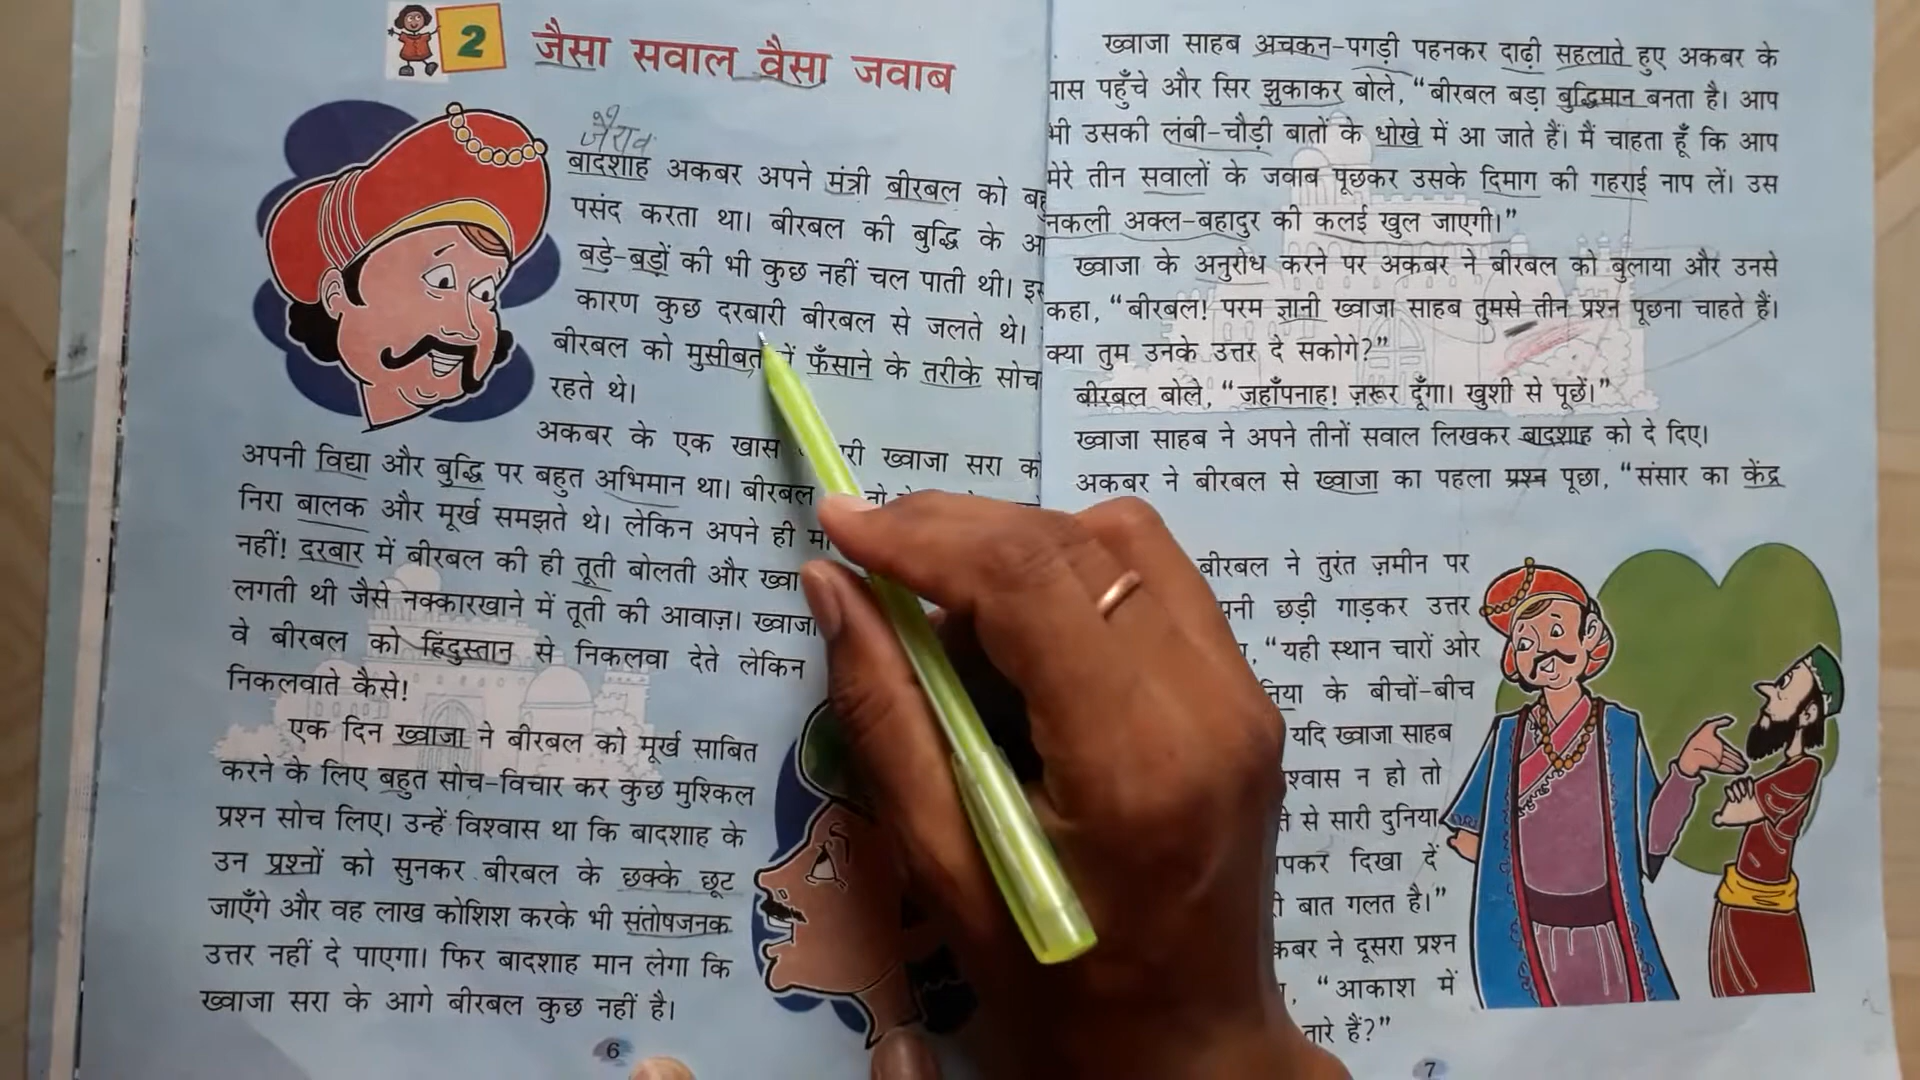 2
जैसा सवाल वैसा जवाब
बादशाह अकबर अपने मंत्री बीरबल को
पसंद करता था। बीरबल की बुद्धि के
बड़े-बड़ों की भी कुछ नहीं चल पाती थी।
कारण कुछ दरबारी बीरबल से जलते थे।
बीरबल को मुसीबत में फँसाने के तरीके सोच
रहते थे।
अकबर के एक खास ख्वाजा सरा
अपनी विद्या और बुद्धि पर बहुत अभिमान था। बीरबल
निरा बालक और मूर्ख समझते थे। लेकिन अपने ही
नहीं! दरबार में बीरबल की ही तूती बोलती और
लगती थी जैसे नक्कारखाने में तूती की आवाज़। ख्वाजा
वे बीरबल को हिंदुस्तान से निकलवा देते लेकिन
निकलवाते कैसे!
एक दिन ख्वाजा ने बीरबल को मूर्ख साबित
करने के लिए बहुत सोच-विचार कर कुछ मुश्किल
प्रश्न सोच लिए। उन्हें विश्वास था कि बादशाह के
उन प्रश्नों को सुनकर बीरबल के छक्के छूट
जाएँगे और वह लाख कोशिश करके भी संतोषजनक
उत्तर नहीं दे पाएगा। फिर बादशाह मान लेगा कि
ख्वाजा सरा के आगे बीरबल कुछ नहीं है।
6
ख्वाजा साहब अचकन-पगड़ी पहनकर दाढ़ी सहलाते हुए अकबर के
पास पहुँचे और सिर झुकाकर बोले, “बीरबल बड़ा बुद्धिमान बनता है। आप
भी उसकी लंबी-चौड़ी बातों के धोखे में आ जाते हैं। मैं चाहता हूँ कि आप
मेरे तीन सवालों के जवाब पूछकर उसके दिमाग की गहराई नाप लें। उस
नकली अक्ल-बहादुर की कलई खुल जाएगी।”
ख्वाजा के अनुरोध करने पर अकबर ने बीरबल को बुलाया और उनसे
कहा, “बीरबल! परम ज्ञानी ख्वाजा साहब तुमसे तीन प्रश्न पूछना चाहते हैं।
क्या तुम उनके उत्तर दे सकोगे?”
बीरबल बोले, “जहाँपनाह! ज़रूर दूँगा। खुशी से पूछें।”
ख्वाजा साहब ने अपने तीनों सवाल लिखकर बादशाह को दे दिए।
अकबर ने बीरबल से ख्वाजा का पहला प्रश्न पूछा, “संसार का केंद्र
बीरबल ने तुरंत ज़मीन पर
छड़ी गाड़कर उत्तर
“यही स्थान चारों ओर
के बीचों-बीच
यदि ख्वाजा साहब
न हो तो
से सारी दुनिया
दिखा दें
बात गलत है।”
ने दूसरा प्रश्न
“आकाश में
तारे हैं?”
7